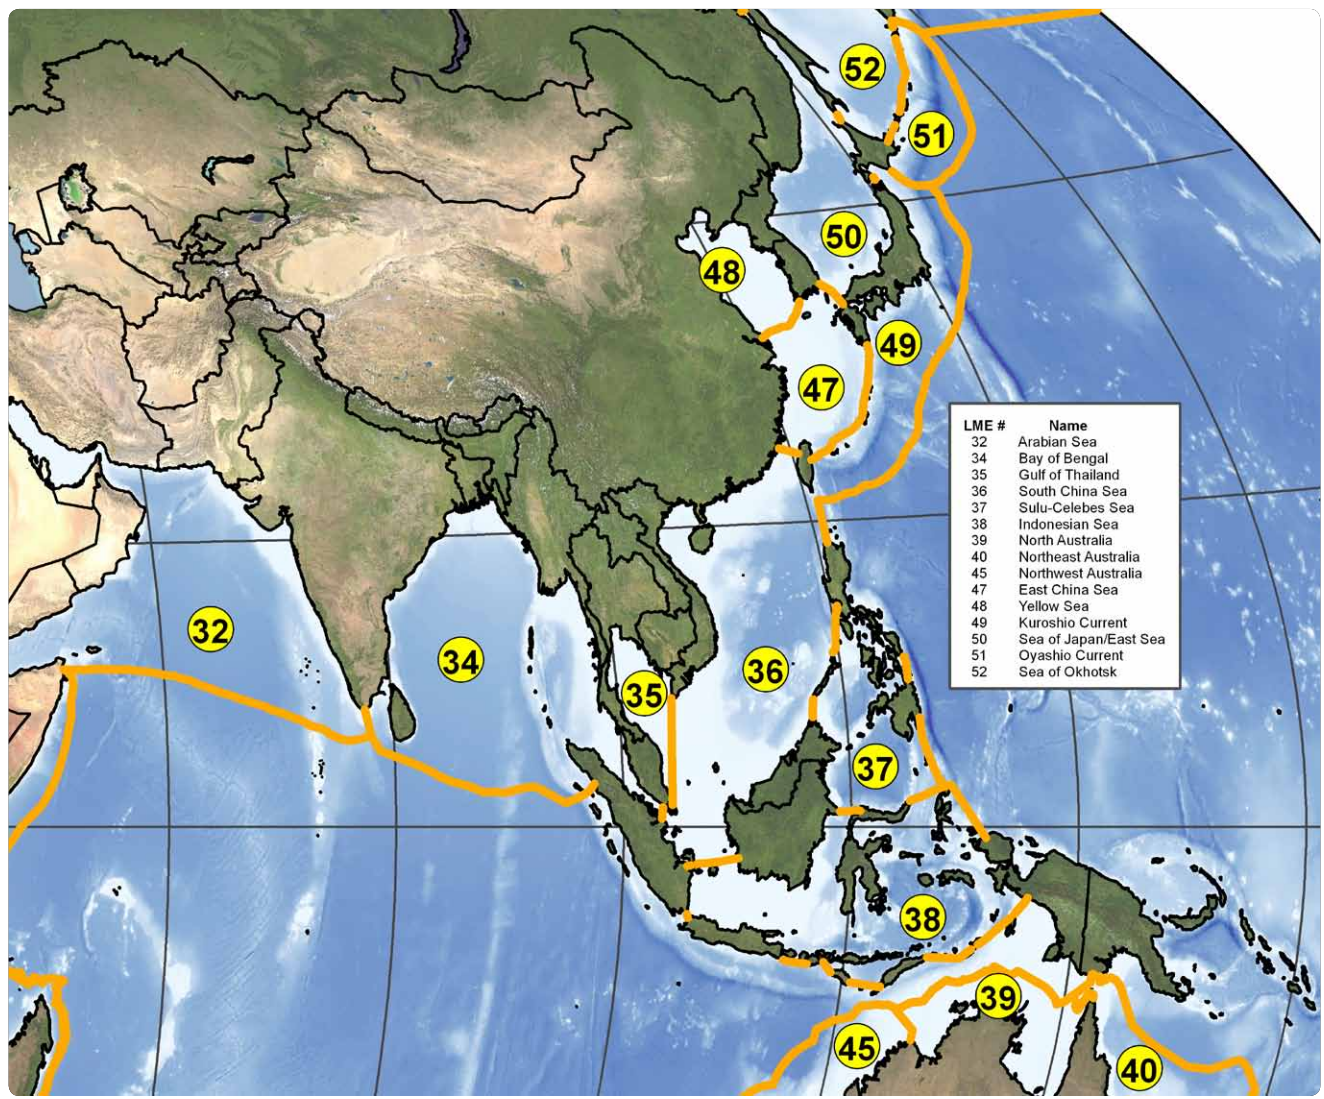 52
51
50
48
49
47
LME # Name
32 Arabian Sea
34 Bay of Bengal
35 Gulf of Thailand
36 South China Sea
37 Sulu-Celebes Sea
38 Indonesian Sea
39 North Australia
40 Northeast Australia
45 Northwest Australia
47 East China Sea
48 Yellow Sea
49 Kuroshio Current
50 Sea of Japan/East Sea
51 Oyashio Current
52 Sea of Okhotsk
32
34
36
35
37
38
39
45
40